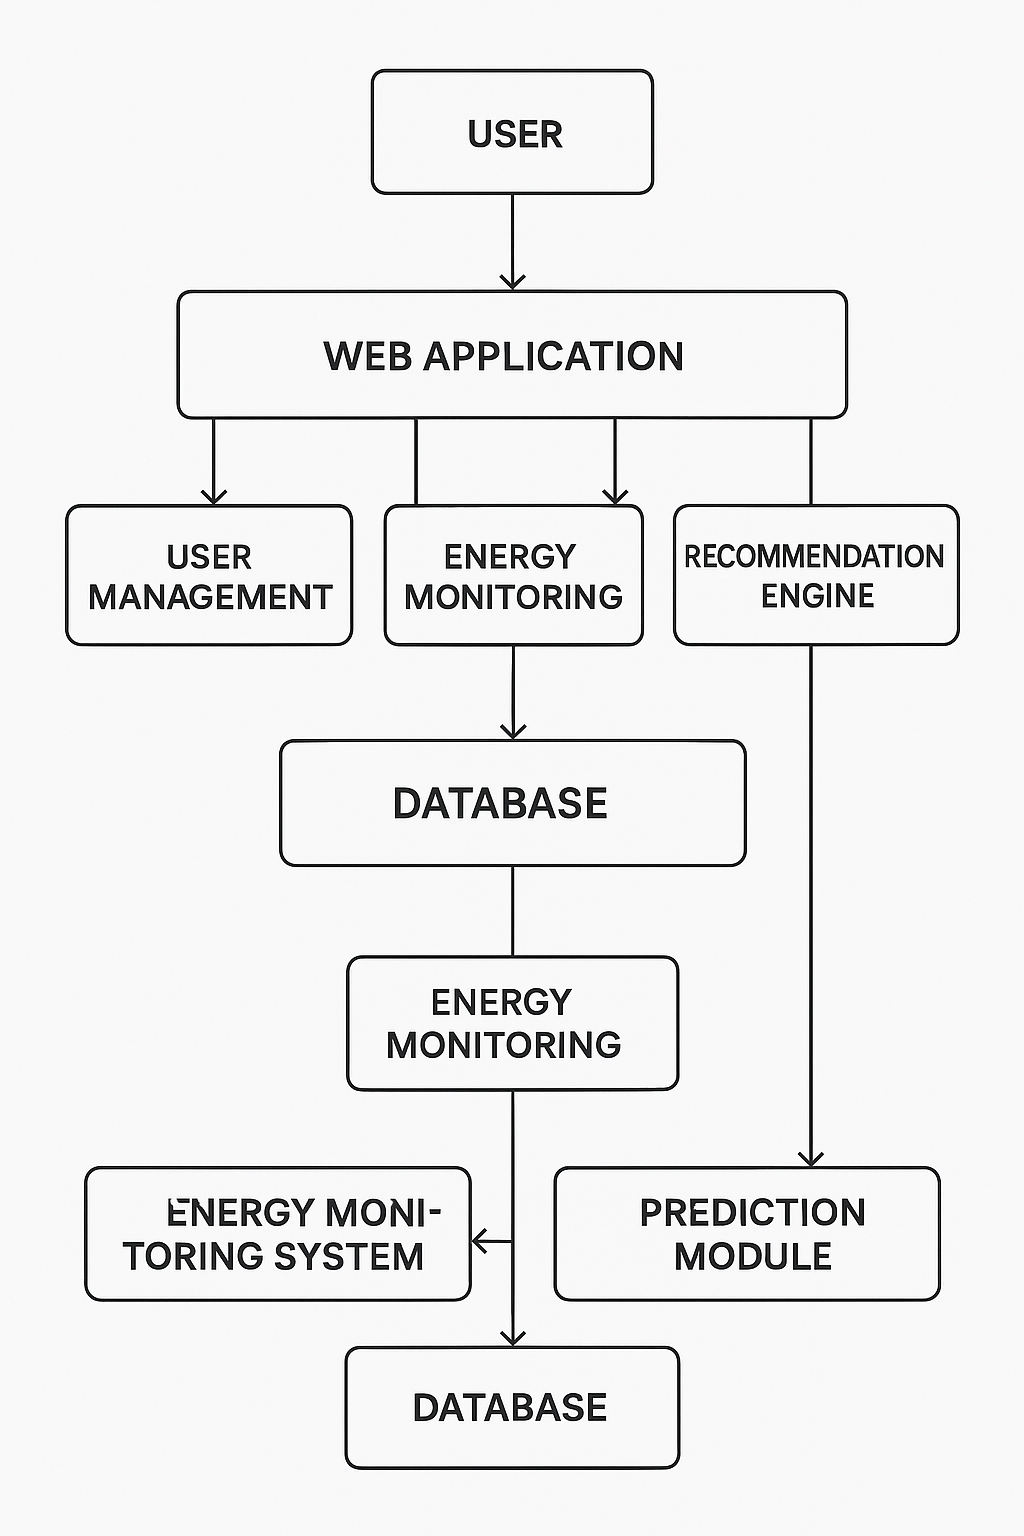 USER
WEB APPLICATION
USER
MANAGEMENT
ENERGY
MONITORING
RECOMMENDATION
ENGINE
DATABASE
ENERGY
MONITORING
ENERGY MONI-
TORING SYSTEM
PREDICTION
MODULE
DATABASE